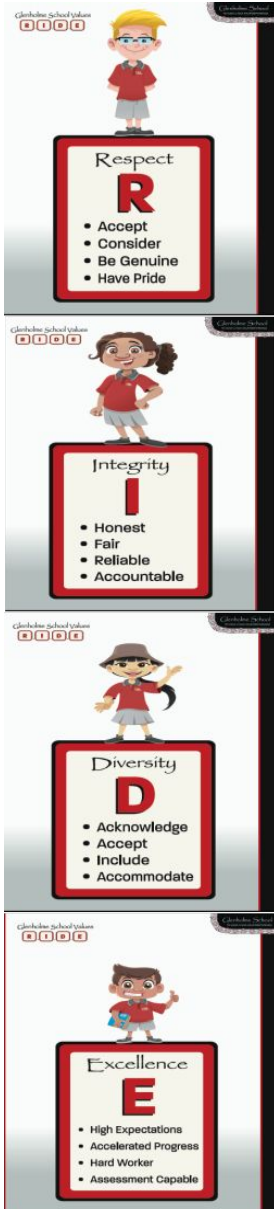 Glenholme School Values
R I D E
Glenholme School
Respect
R
• Accept
• Consider
• Be Genuine
• Have Pride
Glenholme School Values
R I D E
Glenholme School
Integrity
I
• Honest
• Fair
• Reliable
• Accountable
Glenholme School Values
R I D E
Glenholme School
Diversity
D
• Acknowledge
• Accept
• Include
• Accommodate
Glenholme School Values
R I D E
Glenholme School
Excellence
E
• High Expectations
• Accelerated Progress
• Hard Worker
• Assessment Capable